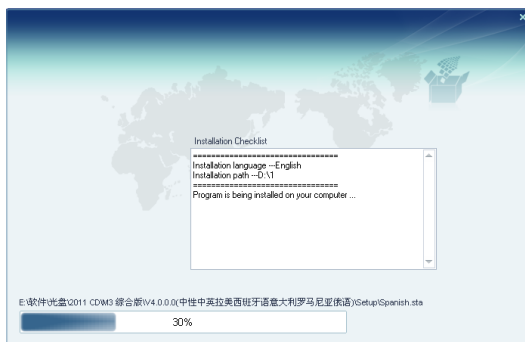 Installation Checklist
================================
Installation language ---English
Installation path ---D:\1
================================
Program is being installed on your computer ...
E:\软件\光盘\2011 CD\M3 综合版\V4.0.0.0(中性中英拉美西班牙语意大利罗马尼亚俄语)\Setup\Spanish.sta
30%